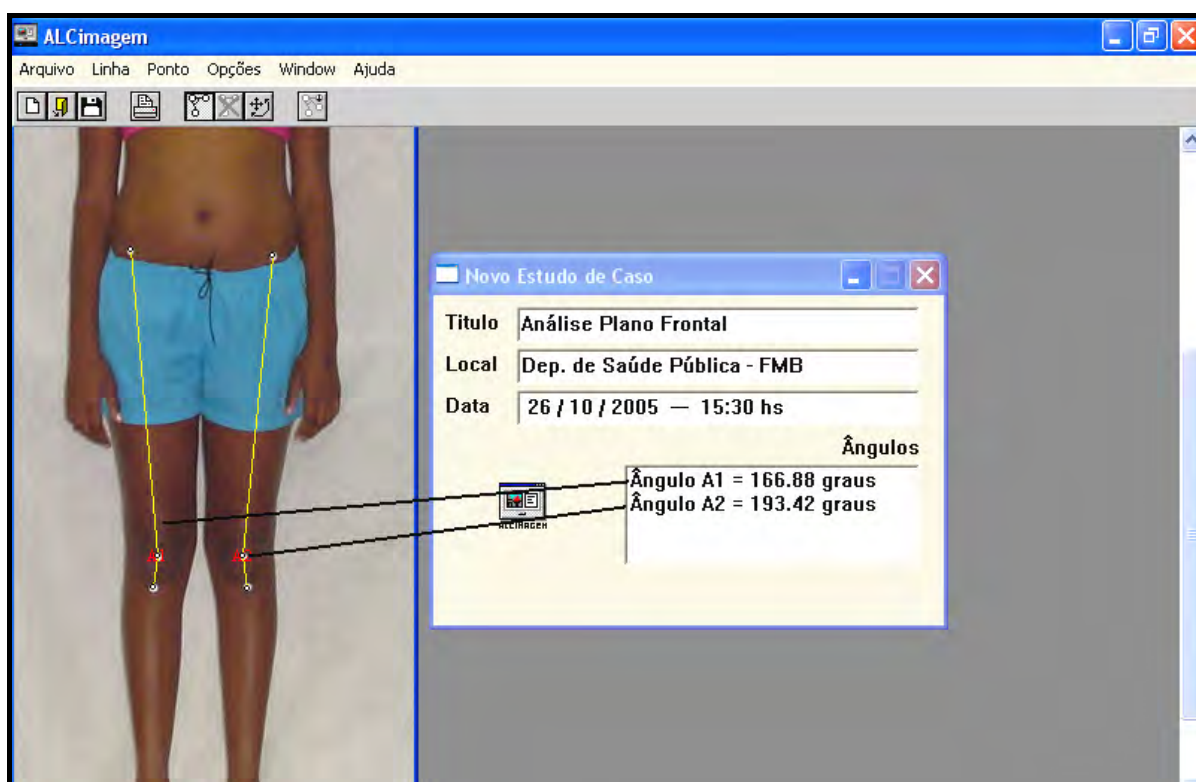 ALCimagem
Arquivo Linha Ponto Opções Window Ajuda
Novo Estudo de Caso
Titulo Análise Plano Frontal
Local Dep. de Saúde Pública - FMB
Data 26 / 10 / 2005 — 15:30 hs
Ângulos
Ângulo A1 = 166.88 graus
Ângulo A2 = 193.42 graus
ALCIMAGEM
A1 A2